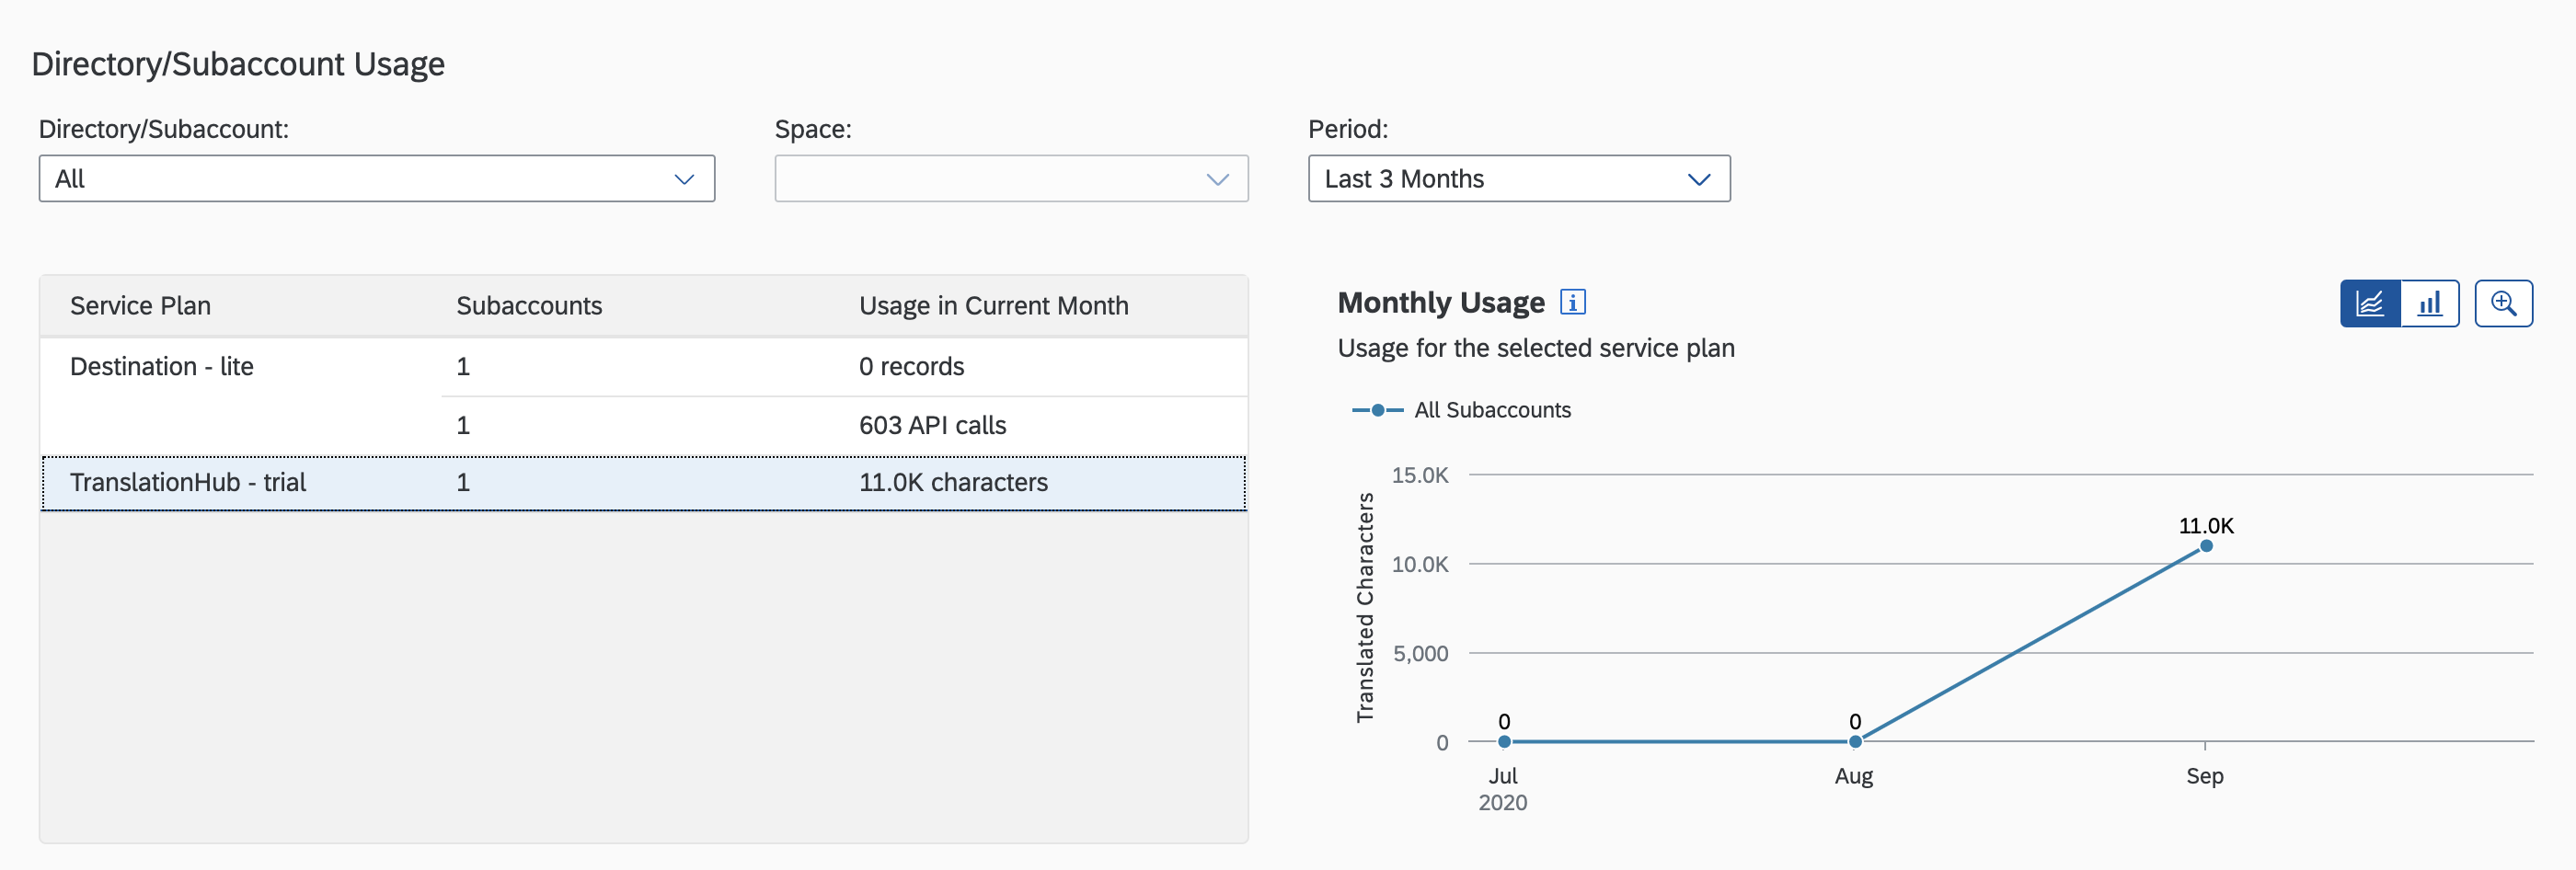 Directory/Subaccount Usage
Directory/Subaccount:
Space:
Period:
All
Last 3 Months
Service Plan
Subaccounts
Usage in Current Month
Destination - lite
1
0 records
1
603 API calls
TranslationHub - trial
1
11.0K characters
Monthly Usage
Usage for the selected service plan
All Subaccounts
Translated Characters
15.0K
10.0K
5,000
0
0
0
11.0K
Jul
2020
Aug
Sep